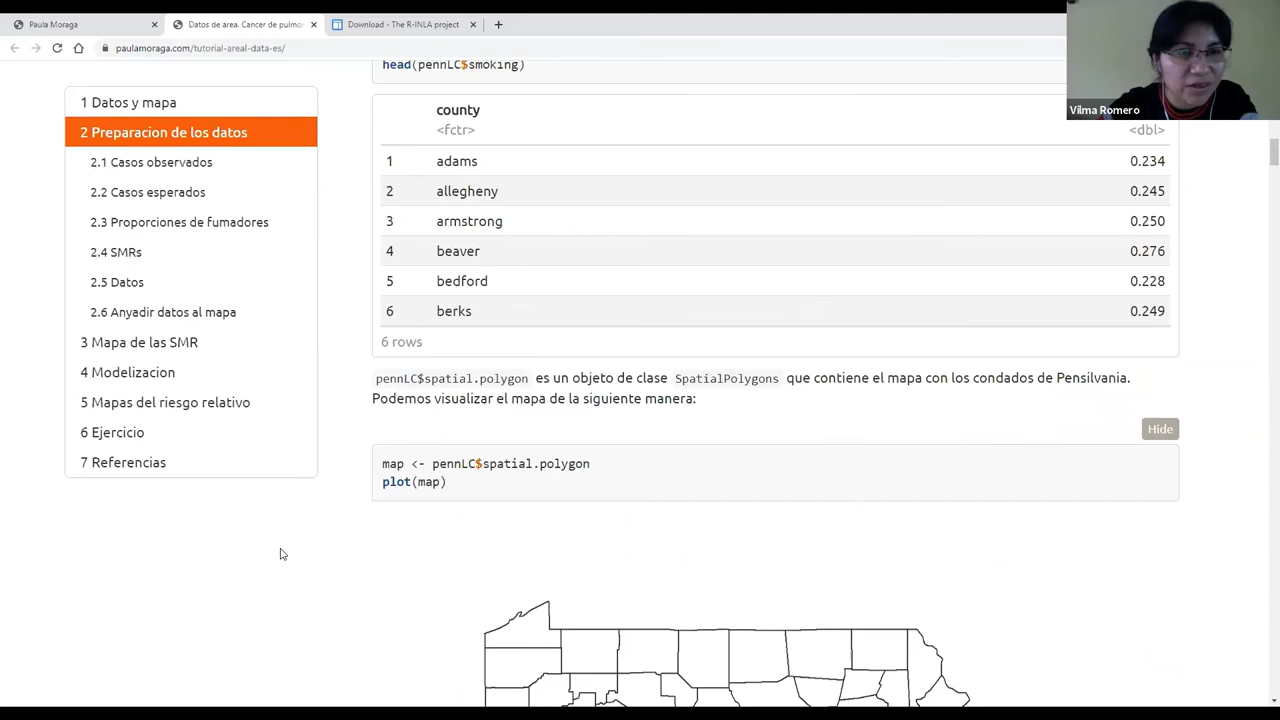 Paula Moraga
Datos de area. Cancer de pulmo
Download - The R-INLA project
paulamoraga.com/tutorial-areal-data-es/
Vilma Romero
1 Datos y mapa
2 Preparacion de los datos
2.1 Casos observados
2.2 Casos esperados
2.3 Proporciones de fumadores
2.4 SMRs
2.5 Datos
2.6 Anyadir datos al mapa
3 Mapa de las SMR
4 Modelizacion
5 Mapas del riesgo relativo
6 Ejercicio
7 Referencias
head(pennLC$smoking)
county
<fctr> <dbl>
1 adams 0.234
2 allegheny 0.245
3 armstrong 0.250
4 beaver 0.276
5 bedford 0.228
6 berks 0.249
6 rows
pennLC$spatial.polygon es un objeto de clase SpatialPolygons que contiene el mapa con los condados de Pensilvania.
Podemos visualizar el mapa de la siguiente manera:
Hide
map <- pennLC$spatial.polygon
plot(map)